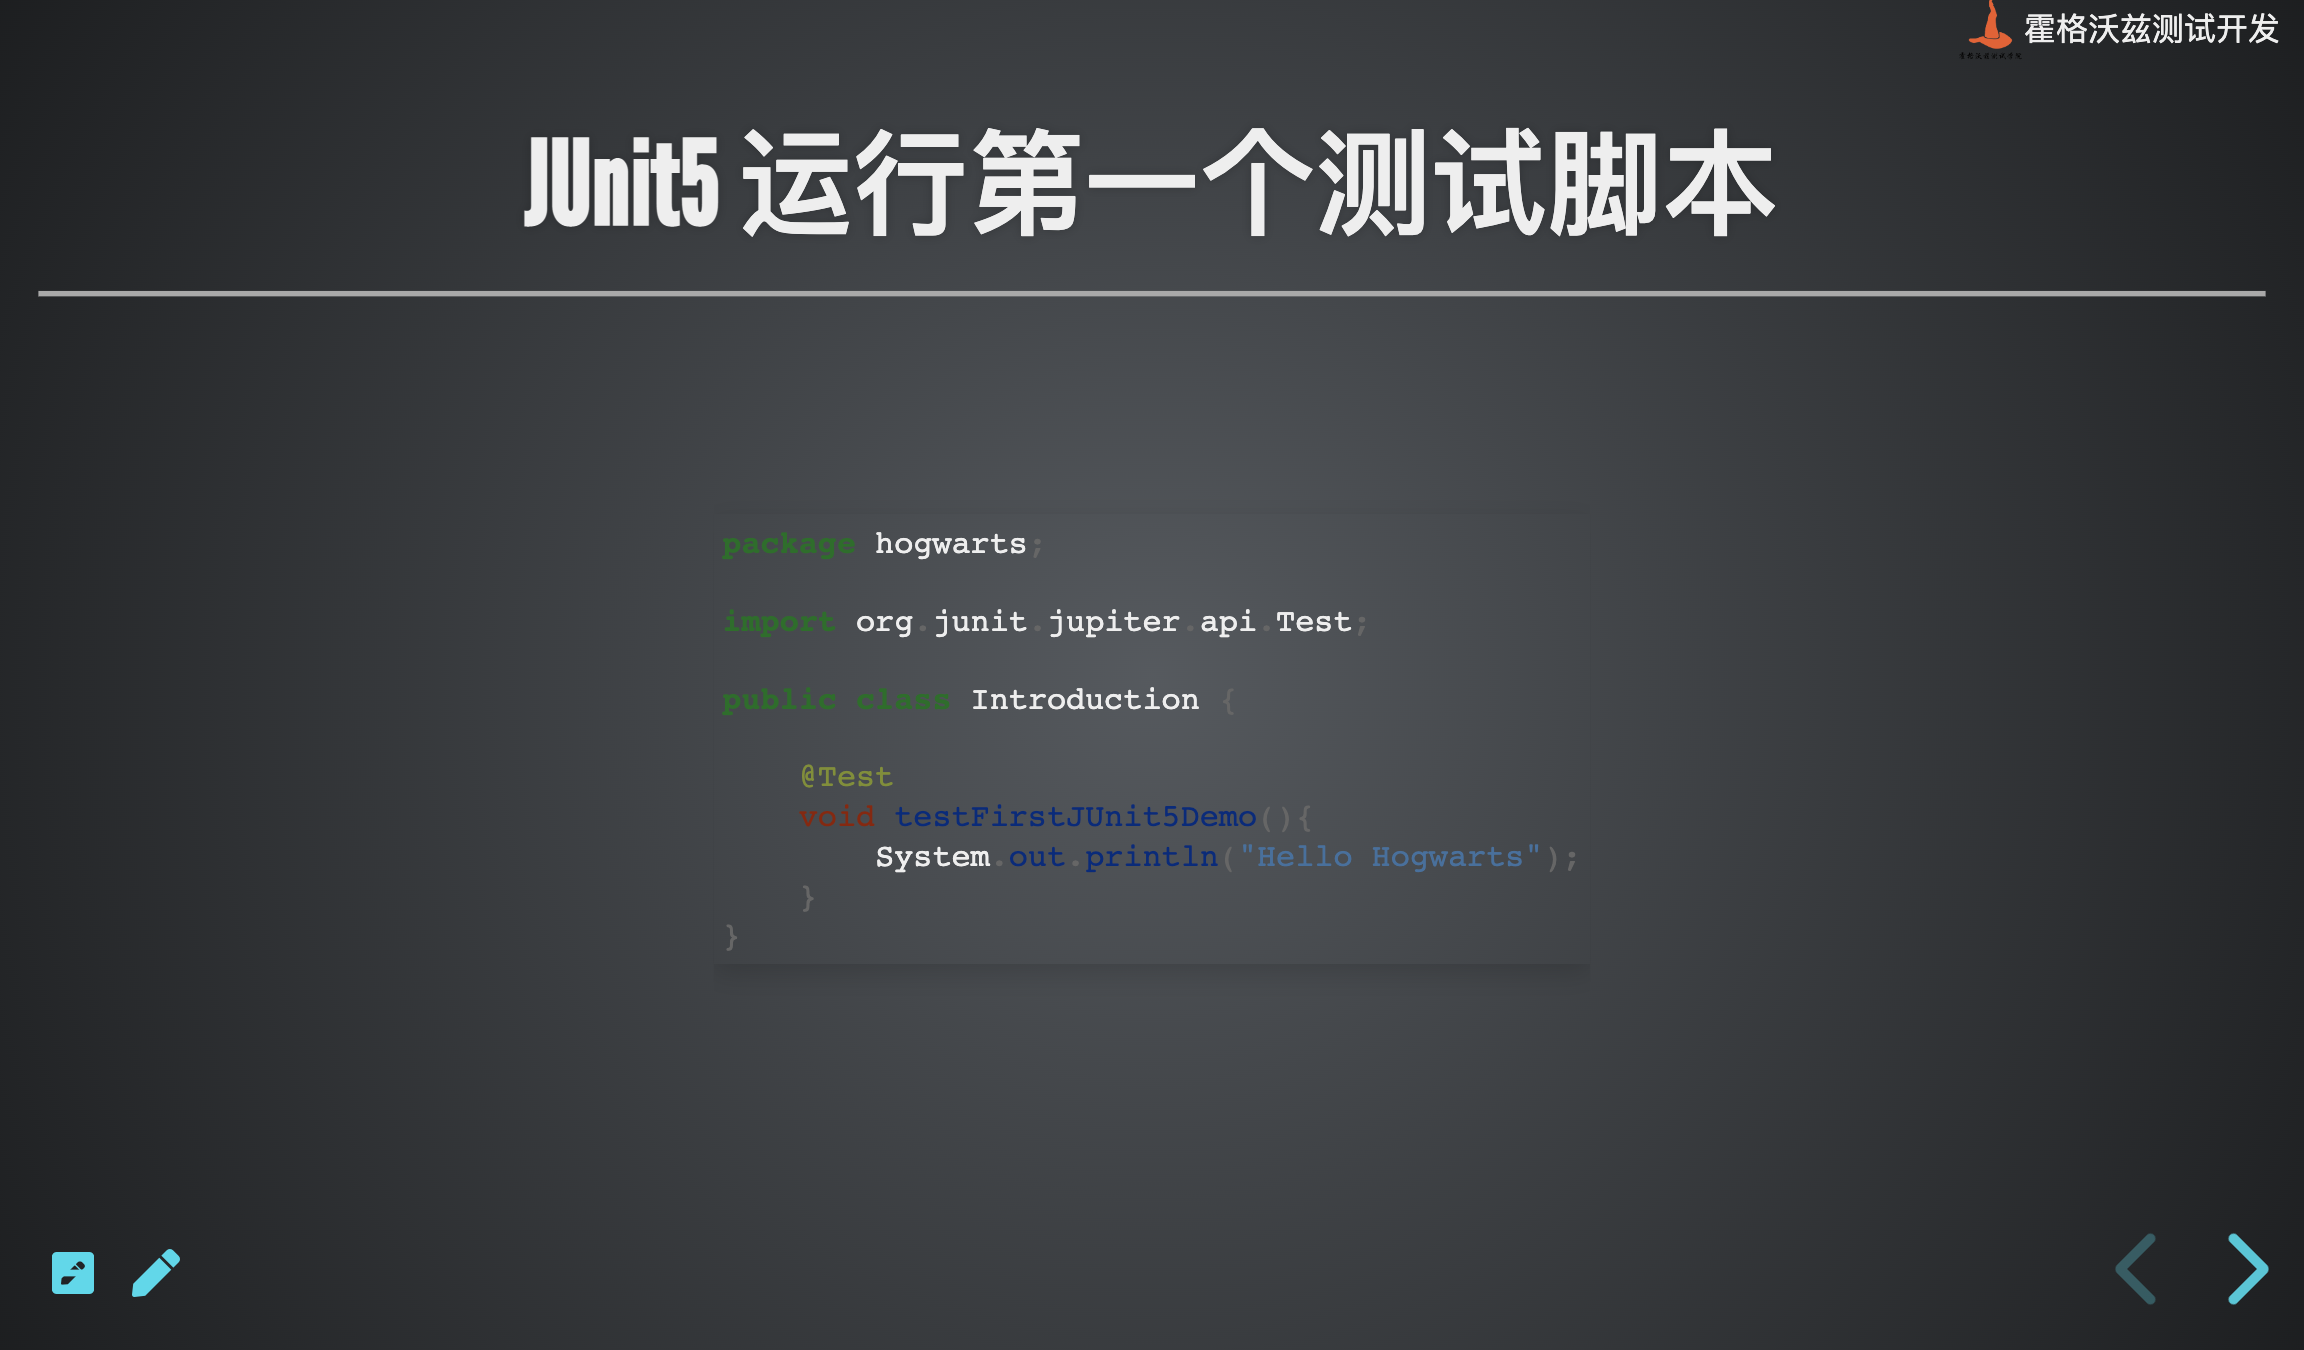 霍格沃兹测试开发
JUnit5 运行第一个测试脚本
package hogwarts;
import org.junit.jupiter.api.Test;
public class Introduction {
    @Test
    void testFirstJUnit5Demo(){
        System.out.println("Hello Hogwarts");
    }
}